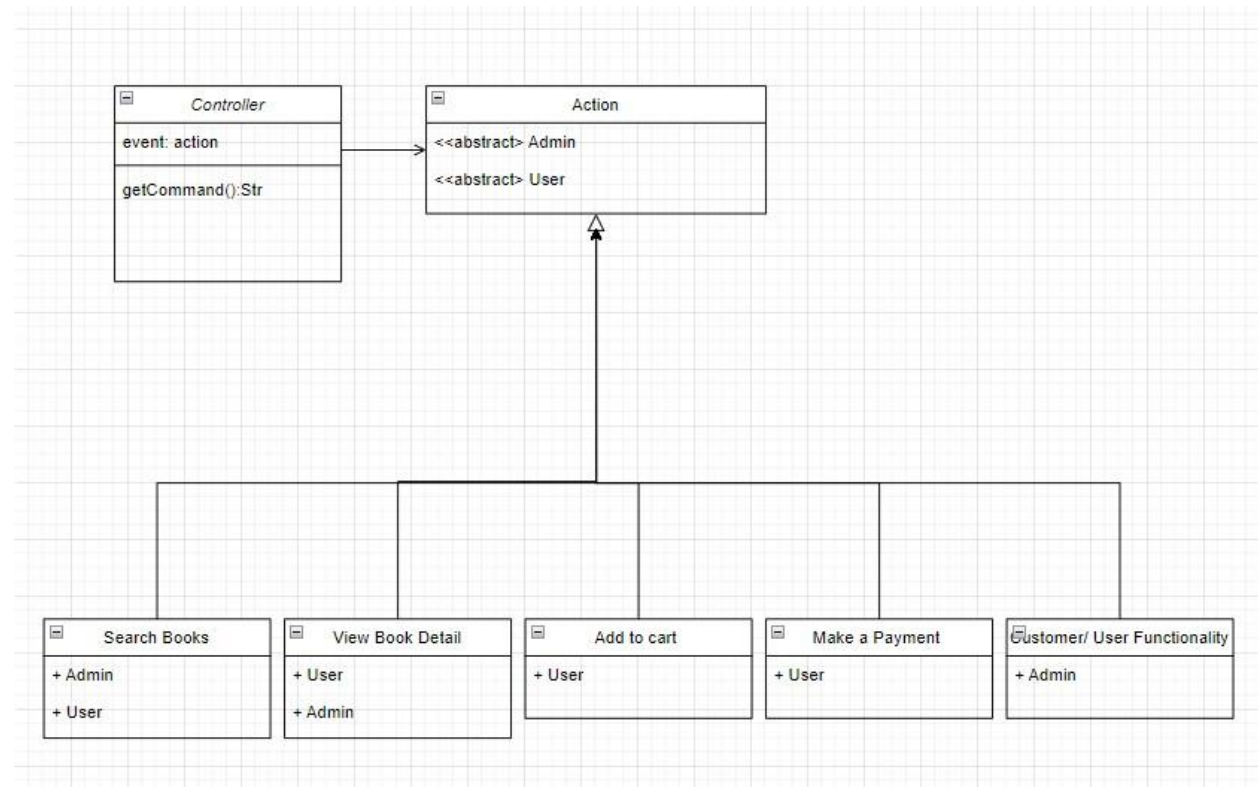 Controller
event: action
getCommand():Str
Action
<<abstract> Admin
<<abstract> User
Search Books
+ Admin
+ User
View Book Detail
+ User
+ Admin
Add to cart
+ User
Make a Payment
+ User
Customer/ User Functionality
+ Admin